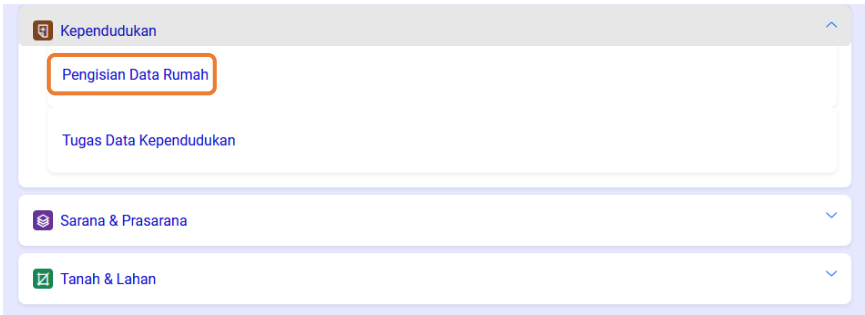 Kependudukan
Pengisian Data Rumah
Tugas Data Kependudukan
Sarana & Prasarana
Tanah & Lahan